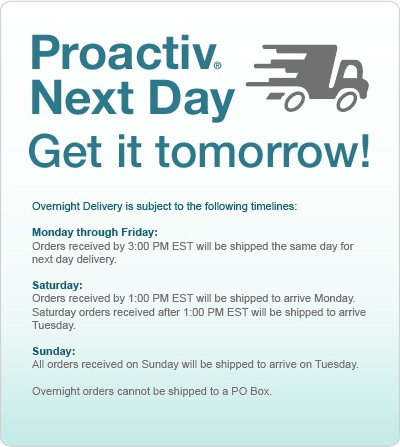 Proactiv®
Next Day
Get it tomorrow!
Overnight Delivery is subject to the following timelines:
Monday through Friday:
Orders received by 3:00 PM EST will be shipped the same day for
next day delivery.
Saturday:
Orders received by 1:00 PM EST will be shipped to arrive Monday.
Saturday orders received after 1:00 PM EST will be shipped to arrive
Tuesday.
Sunday:
All orders received on Sunday will be shipped to arrive on Tuesday.
Overnight orders cannot be shipped to a PO Box.